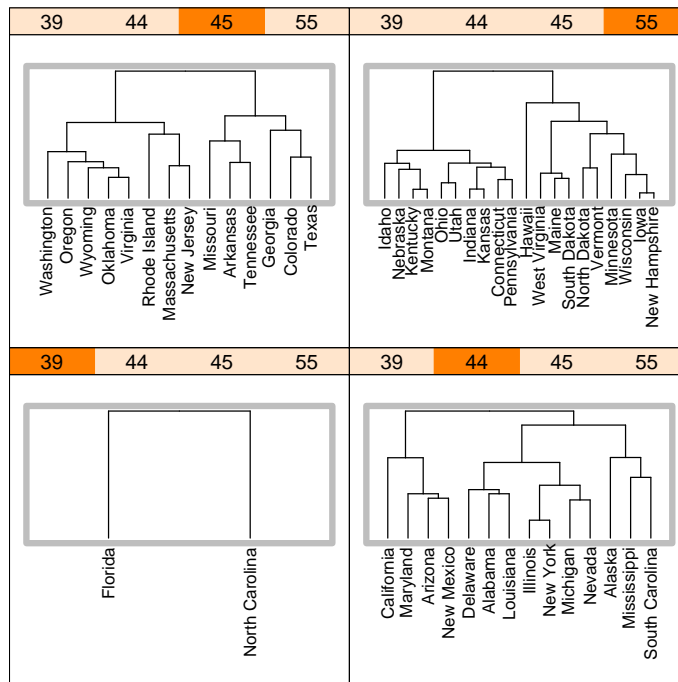 39 44 45 55
Washington
Oregon
Wyoming
Oklahoma
Virginia
Rhode Island
Massachusetts
New Jersey
Missouri
Arkansas
Tennessee
Georgia
Colorado
Texas
39 44 45 55
Idaho
Nebraska
Kentucky
Montana
Ohio
Utah
Indiana
Kansas
Connecticut
Pennsylvania
Hawaii
West Virginia
Maine
South Dakota
North Dakota
Vermont
Minnesota
Wisconsin
Iowa
New Hampshire
39 44 45 55
Florida
North Carolina
39 44 45 55
California
Maryland
Arizona
New Mexico
Delaware
Alabama
Louisiana
Illinois
New York
Michigan
Nevada
Alaska
Mississippi
South Carolina